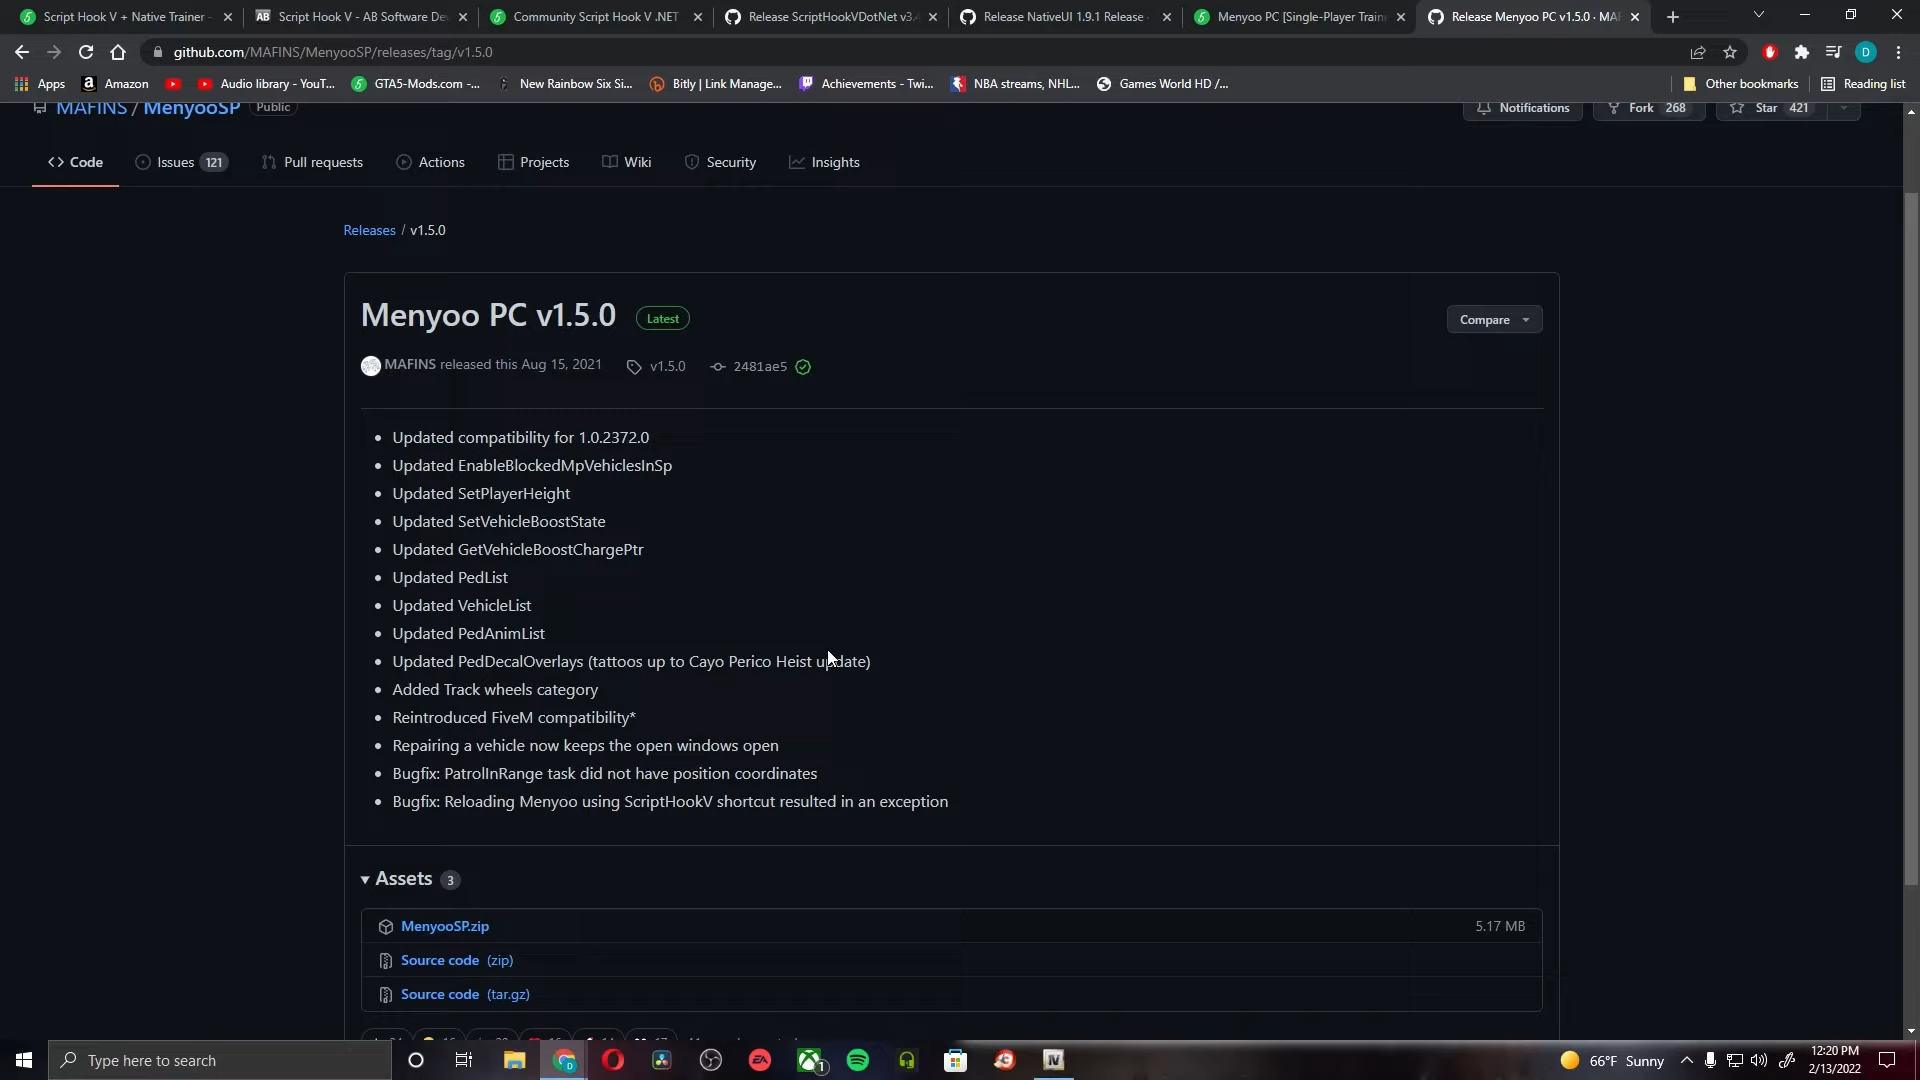 Script Hook V + Native Trainer
Script Hook V - AB Software De
Community Script Hook V .NET
Release ScriptHookVDotNet v3.
Release NativeUI 1.9.1 Release
Menyoo PC [Single-Player Train
Release Menyoo PC v1.5.0 · MA
github.com/MAFINS/MenyooSP/releases/tag/v1.5.0
D
Apps
Amazon
Audio library - YouT...
GTA5-Mods.com -...
New Rainbow Six Si...
Bitly | Link Manage...
Achievements - Twi...
NBA streams, NHL...
Games World HD /...
Other bookmarks
Reading list
MAFINS / MenyooSP Public
Notifications
Fork 268
Star 421
Code
Issues 121
Pull requests
Actions
Projects
Wiki
Security
Insights
Releases / v1.5.0
Menyoo PC v1.5.0 Latest
Compare
MAFINS released this Aug 15, 2021 v1.5.0 2481ae5
• Updated compatibility for 1.0.2372.0
• Updated EnableBlockedMpVehiclesInSp
• Updated SetPlayerHeight
• Updated SetVehicleBoostState
• Updated GetVehicleBoostChargePtr
• Updated PedList
• Updated VehicleList
• Updated PedAnimList
• Updated PedDecalOverlays (tattoos up to Cayo Perico Heist update)
• Added Track wheels category
• Reintroduced FiveM compatibility*
• Repairing a vehicle now keeps the open windows open
• Bugfix: PatrolInRange task did not have position coordinates
• Bugfix: Reloading Menyoo using ScriptHookV shortcut resulted in an exception
Assets 3
MenyooSP.zip 5.17 MB
Source code (zip)
Source code (tar.gz)
Type here to search
EA
1
IV
66°F Sunny
12:20 PM
2/13/2022